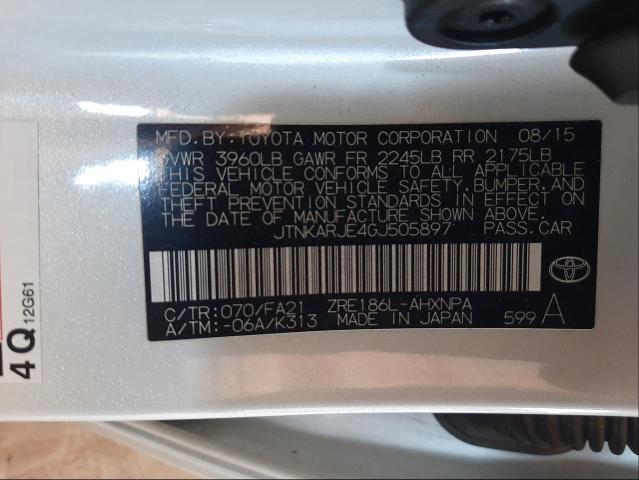 MFD.BY:TOYOTA MOTOR CORPORATION 08/15
GVWR 3960LB GAWR FR 2245LB RR 2175LB
THIS VEHICLE CONFORMS TO ALL APPLICABLE
FEDERAL MOTOR VEHICLE SAFETY,BUMPER,AND
THEFT PREVENTION STANDARDS IN EFFECT ON
THE DATE OF MANUFACTURE SHOWN ABOVE.
JTNKARJE4GJ505897 PASS.CAR
C/TR:070/FA21 ZRE186L-AHXNPA
A/TM:-06A/K313 MADE IN JAPAN 599 A
4Q
12G61